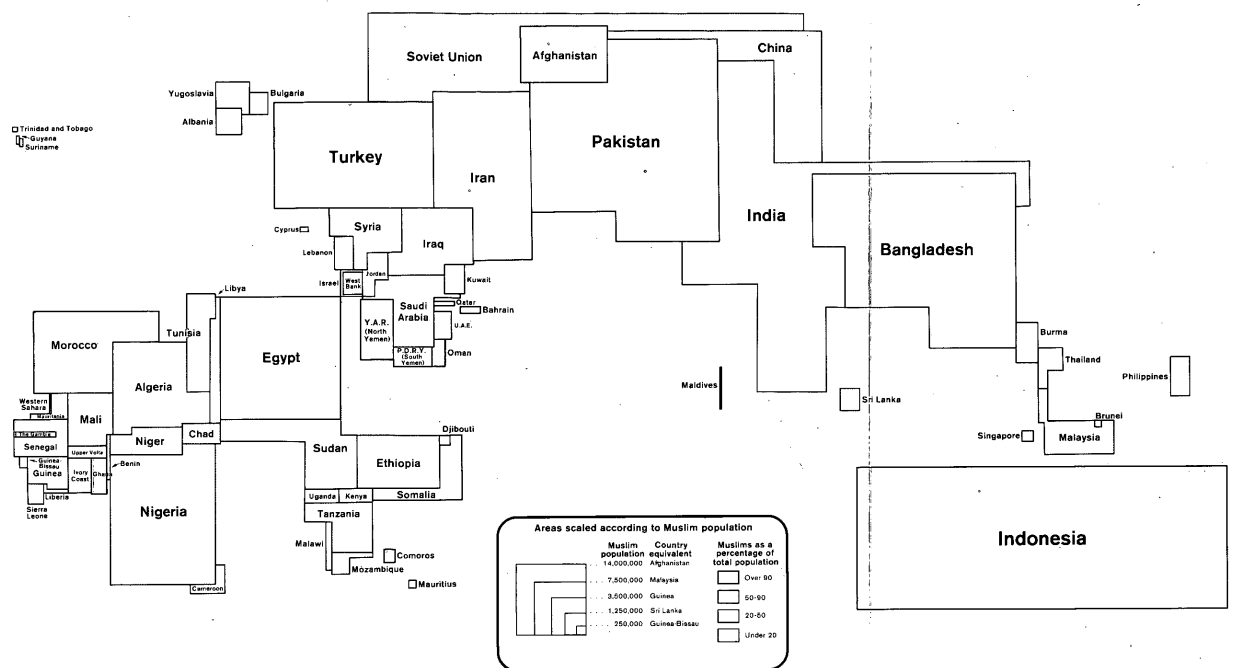 Soviet Union
Afghanistan
China
Yugoslavia
Bulgaria
Albania
Trinidad and Tobago
Guyana
Suriname
Turkey
Iran
Pakistan
India
Bangladesh
Cyprus
Syria
Lebanon
Iraq
Israel
West
Bank
Jordan
Kuwait
Libya
Tunisia
Y.A.R.
(North
Yemen)
Saudi
Arabia
Qatar
Bahrain
U.A.E.
P.D.R.Y.
(South
Yemen)
Oman
Morocco
Algeria
Egypt
Burma
Thailand
Philippines
Maldives
Sri Lanka
Brunei
Singapore
Malaysia
Western
Sahara
Mauritania
Mali
The Gambia
Senegal
Upper Volta
Niger
Chad
Guinea-
Bissau
Guinea
Ivory
Coast
Ghana
Benin
Liberia
Sierra
Leone
Nigeria
Cameroon
Sudan
Djibouti
Ethiopia
Somalia
Uganda
Kenya
Tanzania
Malawi
Mozambique
Comoros
Mauritius
Indonesia
Areas scaled according to Muslim population
Muslim
population
Country
equivalent
14,000,000 Afghanistan
7,500,000 Malaysia
3,800,000 Guinea
1,250,000 Sri Lanka
250,000 Guinea-Bissau
Muslims as a
percentage of
total population
Over 90
50-90
20-50
Under 20